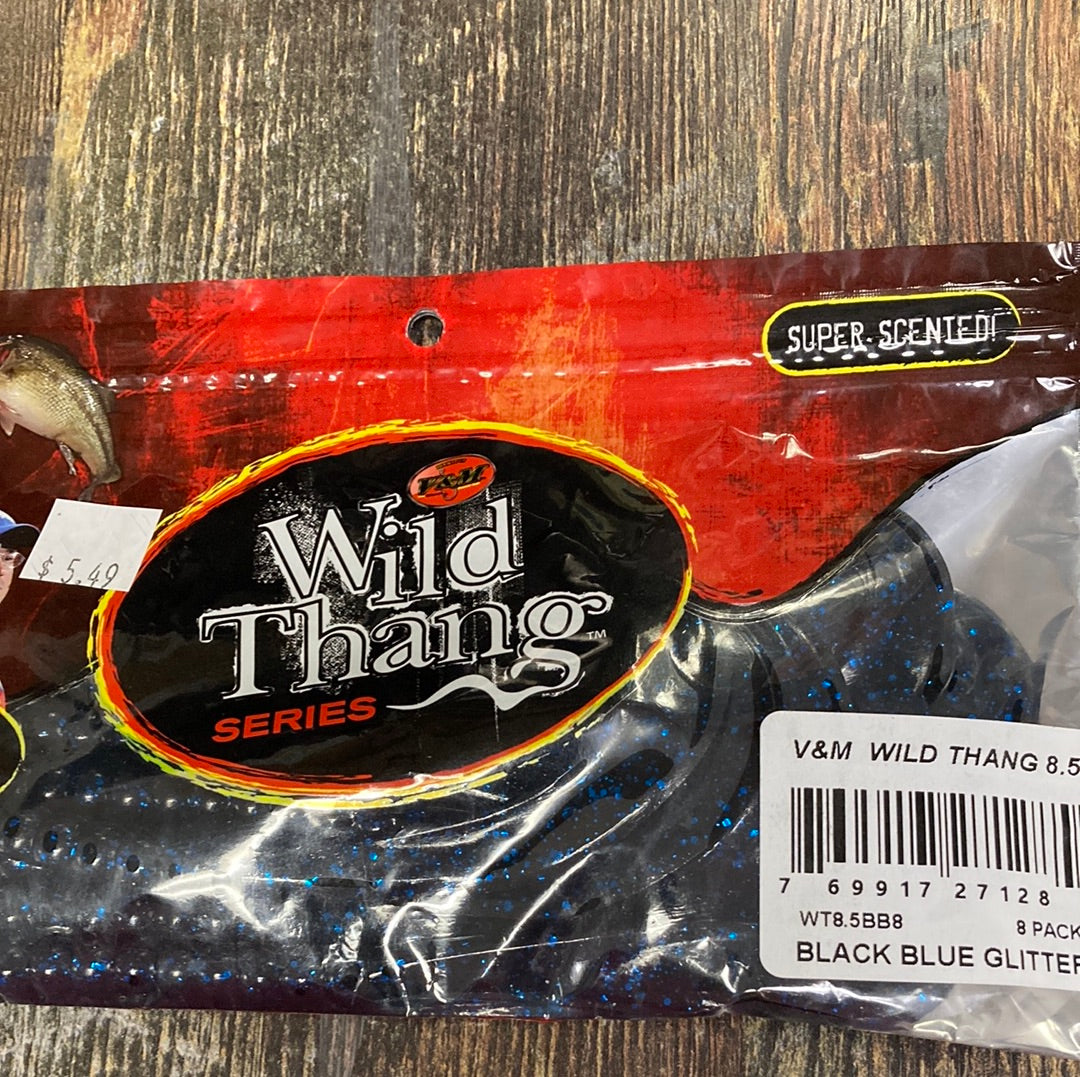 SUPER SCENTED!
V&M
Wild
Thang™
SERIES
$ 5.49
V&M WILD THANG 8.5
7 69917 27128
WT8.5BB8 8 PACK
BLACK BLUE GLITTER